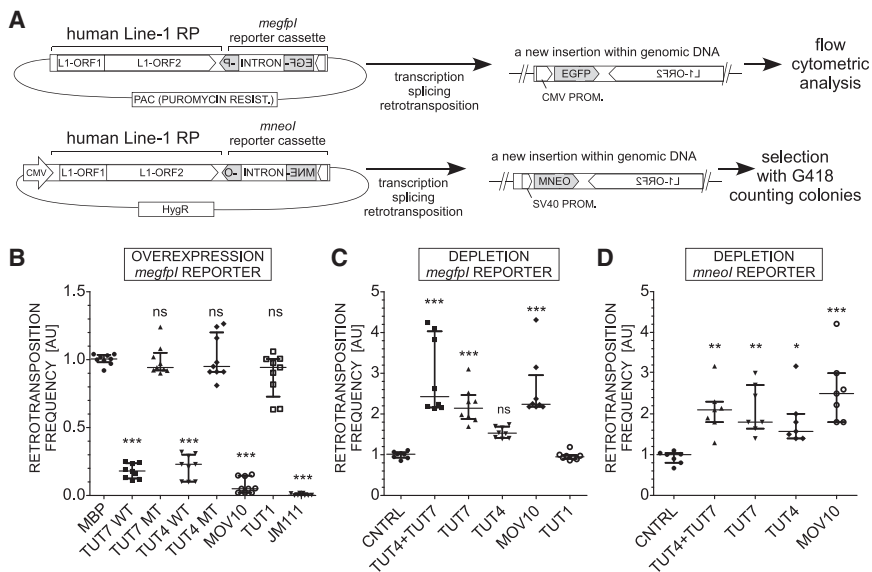 A
human Line-1 RP
megfpI
reporter cassette
L1-ORF1
L1-ORF2
-P
INTRON
EGF-
PAC (PUROMYCIN RESIST.)
transcription
splicing
retrotransposition
a new insertion within genomic DNA
EGFP
L1-ORF2
CMV PROM.
flow
cytometric
analysis
human Line-1 RP
mneoI
reporter cassette
CMV
L1-ORF1
L1-ORF2
-O
INTRON
MNE-
HygR
transcription
splicing
retrotransposition
a new insertion within genomic DNA
MNEO
L1-ORF2
SV40 PROM.
selection
with G418
counting colonies
B
OVEREXPRESSION
megfpI REPORTER
RETROTRANSPOSITION
FREQUENCY [AU]
1.5
1.0
0.5
0.0
ns
ns
ns
***
***
***
***
MBP
TUT7 WT
TUT7 MT
TUT4 WT
TUT4 MT
MOV10
TUT1
JM111
C
DEPLETION
megfpI REPORTER
RETROTRANSPOSITION
FREQUENCY [AU]
5
4
3
2
1
0
***
***
ns
***
CNTRL
TUT4+TUT7
TUT7
TUT4
MOV10
TUT1
D
DEPLETION
mneoI REPORTER
RETROTRANSPOSITION
FREQUENCY [AU]
5
4
3
2
1
0
**
**
*
***
CNTRL
TUT4+TUT7
TUT7
TUT4
MOV10